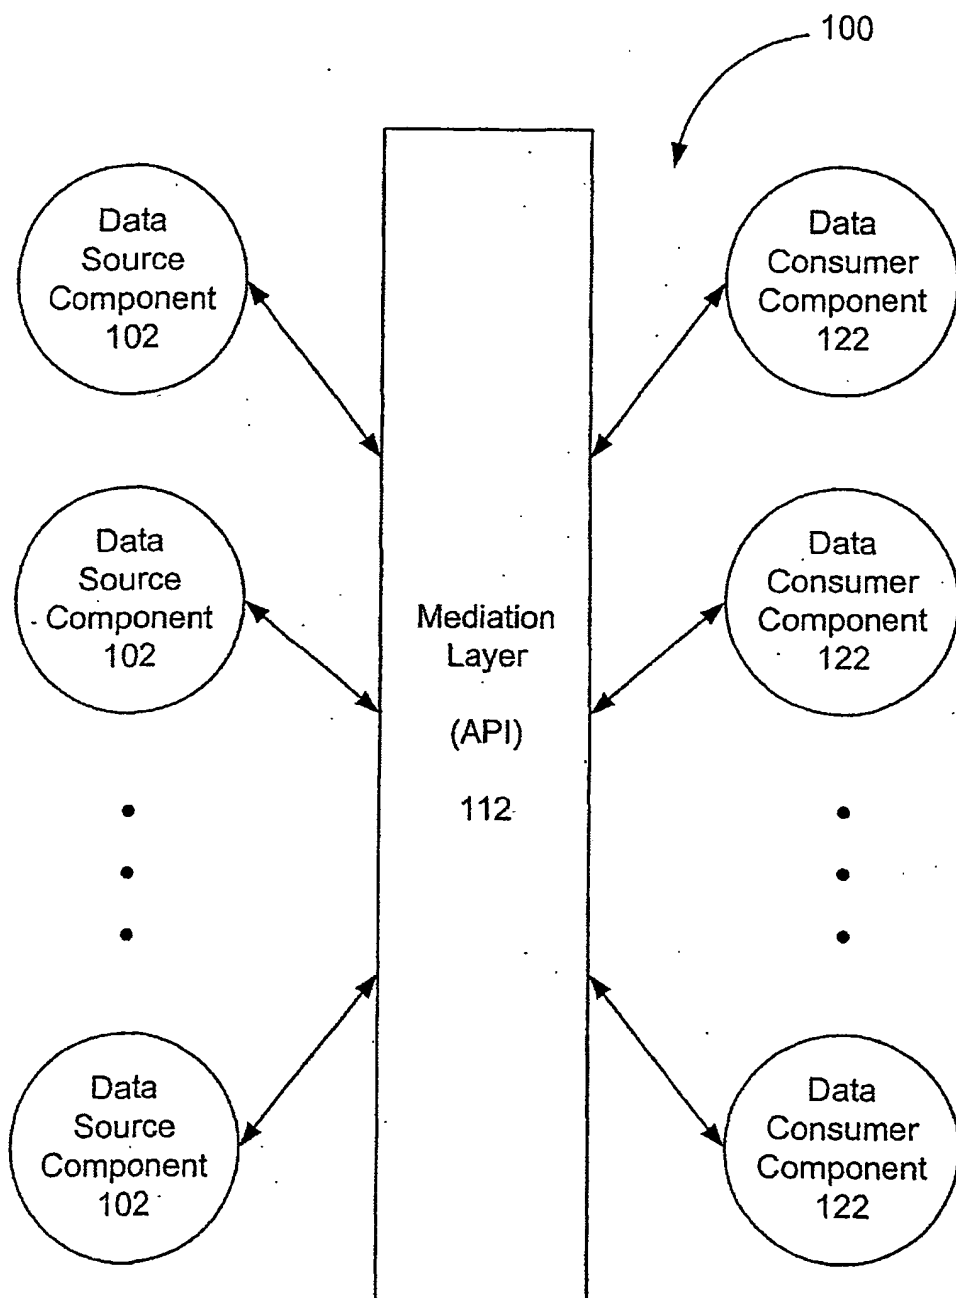 100
Data
Source
Component
102
Data
Consumer
Component
122
Data
Source
Component
102
Mediation
Layer
(API)
112
Data
Consumer
Component
122
Data
Source
Component
102
Data
Consumer
Component
122